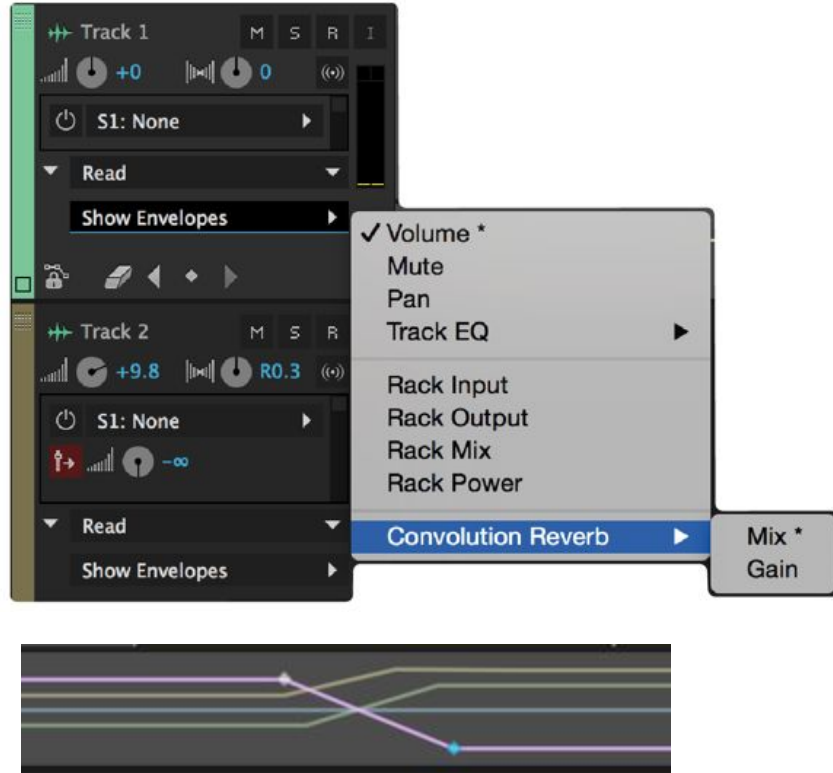 Track 1 M S R I
+0 0
S1: None
Read
Show Envelopes
Volume *
Mute
Pan
Track EQ
Rack Input
Rack Output
Rack Mix
Rack Power
Convolution Reverb
Mix *
Gain
Track 2 M S R
+9.8 R0.3
S1: None
-∞
Read
Show Envelopes